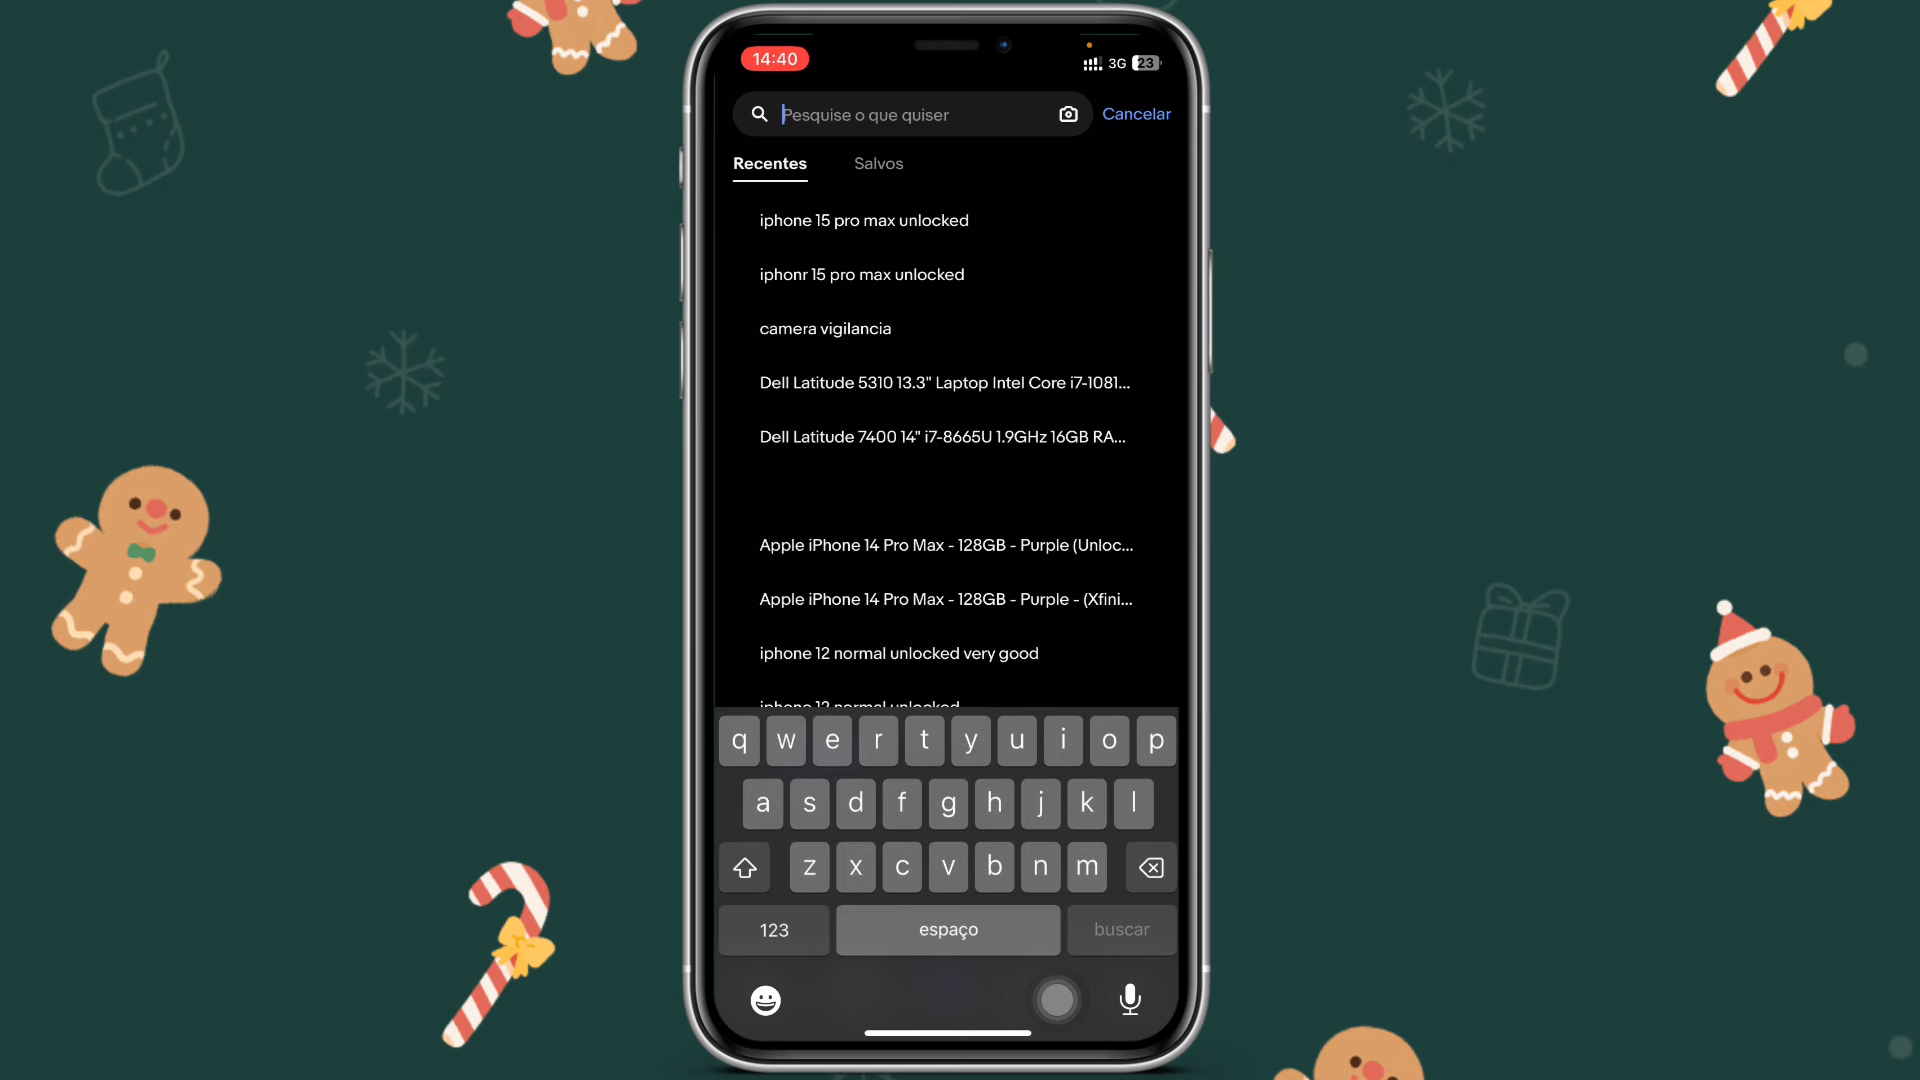 14:40
3G 23
Pesquise o que quiser
Cancelar
Recentes Salvos
iphone 15 pro max unlocked
iphonr 15 pro max unlocked
camera vigilancia
Dell Latitude 5310 13.3" Laptop Intel Core i7-1081...
Dell Latitude 7400 14" i7-8665U 1.9GHz 16GB RA...
Apple iPhone 14 Pro Max - 128GB - Purple (Unloc...
Apple iPhone 14 Pro Max - 128GB - Purple - (Xfini...
iphone 12 normal unlocked very good
iphone 12 normal unlocked
q w e r t y u i o p
a s d f g h j k l
z x c v b n m
123 espaço buscar